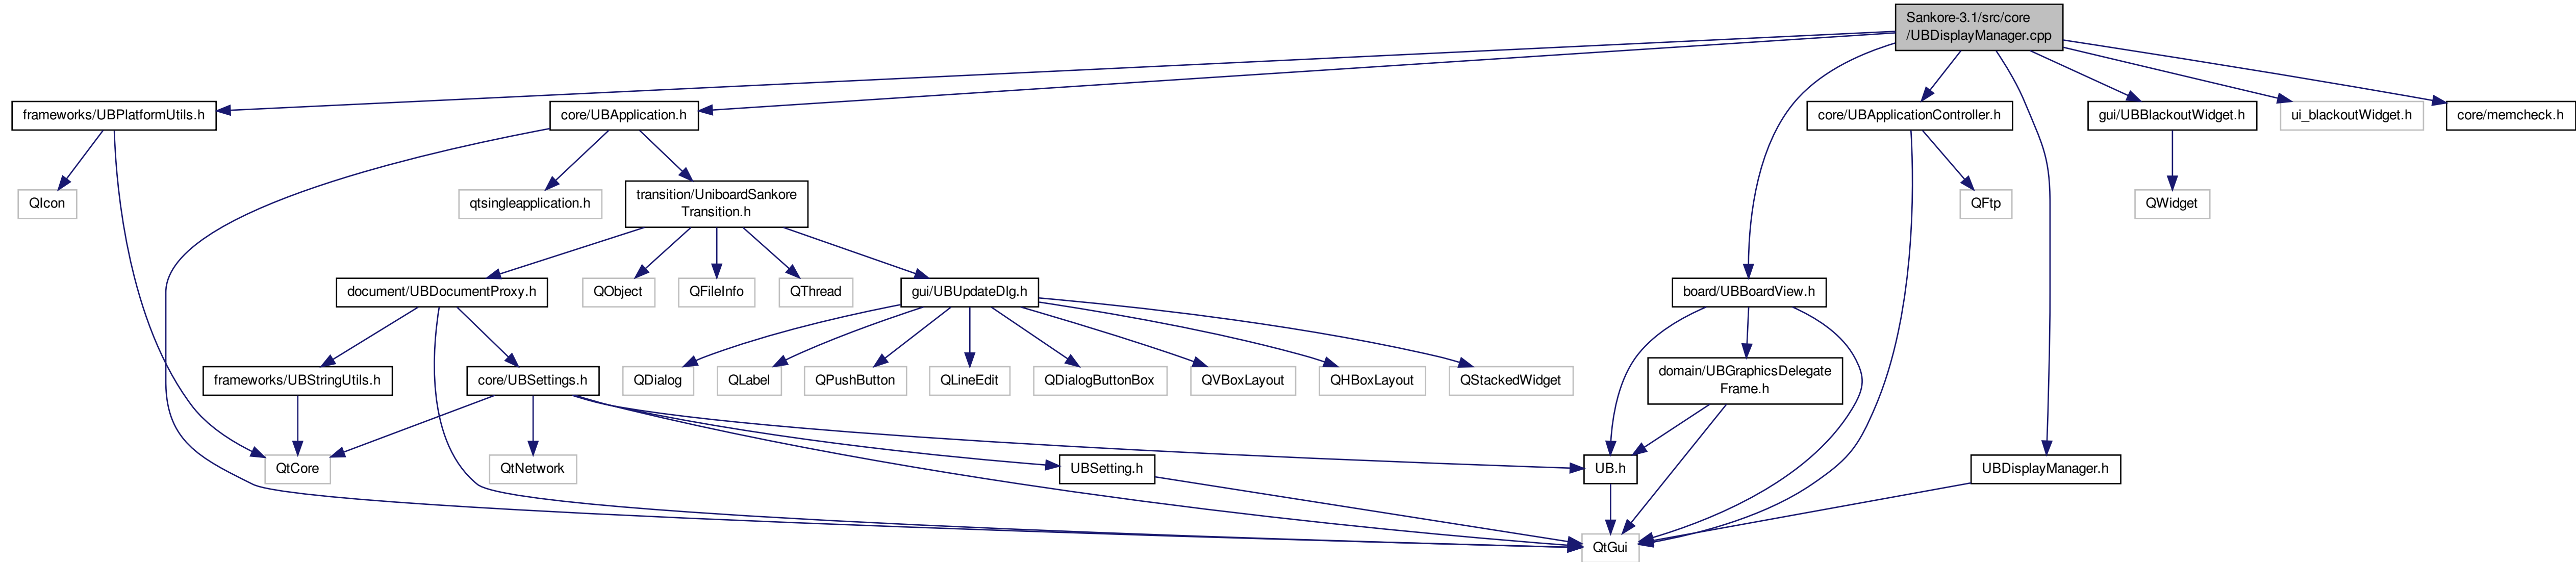 Sankore-3.1/src/core
/UBDisplayManager.cpp
frameworks/UBPlatformUtils.h
core/UBApplication.h
core/UBApplicationController.h
gui/UBBlackoutWidget.h
ui_blackoutWidget.h
core/memcheck.h
QIcon
qtsingleapplication.h
transition/UniboardSankore
Transition.h
QFtp
QWidget
document/UBDocumentProxy.h
QObject
QFileInfo
QThread
gui/UBUpdateDlg.h
board/UBBoardView.h
frameworks/UBStringUtils.h
core/UBSettings.h
QDialog
QLabel
QPushButton
QLineEdit
QDialogButtonBox
QVBoxLayout
QHBoxLayout
QStackedWidget
domain/UBGraphicsDelegate
Frame.h
QtCore
QtNetwork
UBSetting.h
UB.h
UBDisplayManager.h
QtGui